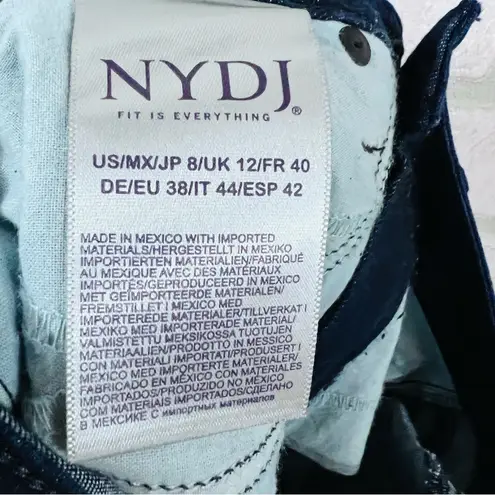 NYDJ®
FIT IS EVERYTHING
US/MX/JP 8/UK 12/FR 40
DE/EU 38/IT 44/ESP 42
MADE IN MEXICO WITH IMPORTED
MATERIALS/HERGESTELLT IN MEXIKO
IMPORTIERTEN MATERIALIEN/FABRIQUÉ
AU MEXIQUE AVEC DES MATÉRIAUX
IMPORTÉS/GEPRODUCEERD IN MEXICO
MET GEÏMPORTEERDE MATERIALEN/
FREMSTILLET I MEXICO MED
IMPORTEREDE MATERIALER/TILLVERKAT I
MEXIKO MED IMPORTERADE MATERIAL/
VALMISTETTU MEKSIKOSSA TUOTUJEN
MATERIAALIEN/PRODOTTO IN MESSICO
CON MATERIALI IMPORTATI/PRODUSERT I
MEXICO MED IMPORTERTE MATERIALER/
FABRICADO EN MÉXICO CON MATERIALES
IMPORTADOS/PRODUZIDO NO MÉXICO
COM MATERIAIS IMPORTADOS/СДЕЛАНО
В МЕКСИКЕ С импортных материалов